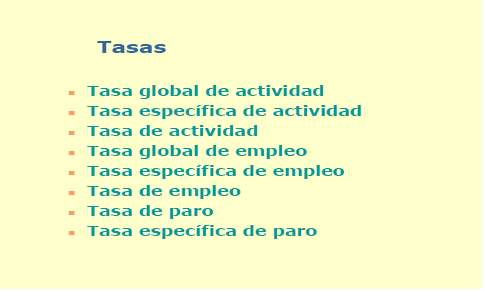 Tasas
Tasa global de actividad
Tasa específica de actividad
Tasa de actividad
Tasa global de empleo
Tasa específica de empleo
Tasa de empleo
Tasa de paro
Tasa específica de paro